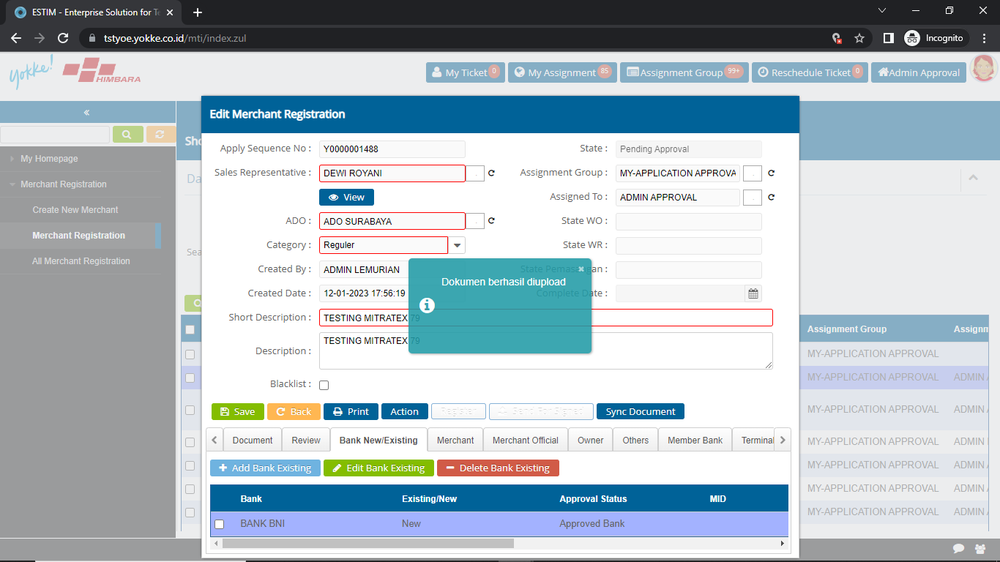 ESTIM - Enterprise Solution for Te
tstyoe.yokke.co.id/mti/index.zul
Incognito
yokke!
HIMBARA
My Ticket 0
My Assignment 85
Assignment Group 99+
Reschedule Ticket 0
Admin Approval
«
My Homepage
Merchant Registration
Create New Merchant
Merchant Registration
All Merchant Registration
Sho
Da
Sea
Edit Merchant Registration
Apply Sequence No : Y0000001488
State : Pending Approval
Sales Representative : DEWI ROYANI
Assignment Group : MY-APPLICATION APPROVA
View
Assigned To : ADMIN APPROVAL
ADO : ADO SURABAYA
State WO :
Category : Reguler
State WR :
Created By : ADMIN LEMURIAN
State Pemasangan :
Created Date : 12-01-2023 17:56:19
Complete Date :
Dokumen berhasil diupload
Short Description : TESTING MITRATEX 79
Description : TESTING MITRATEX 79
Blacklist :
Save
Back
Print
Action
Register
Send For Signed
Sync Document
Document
Review
Bank New/Existing
Merchant
Merchant Official
Owner
Others
Member Bank
Terminal
Add Bank Existing
Edit Bank Existing
Delete Bank Existing
Bank Existing/New Approval Status MID
BANK BNI New Approved Bank
Assignment Group Assignm
MY-APPLICATION APPROVAL
MY-APPLICATION APPROVAL ADMIN A
MY-APPLICATION APPROVAL ADMIN A
MY-APPLICATION APPROVAL ADMIN
MY-APPLICATION APPROVAL ADMIN A
MY-APPLICATION APPROVAL ADMIN A
MY-APPLICATION APPROVAL ADMIN A